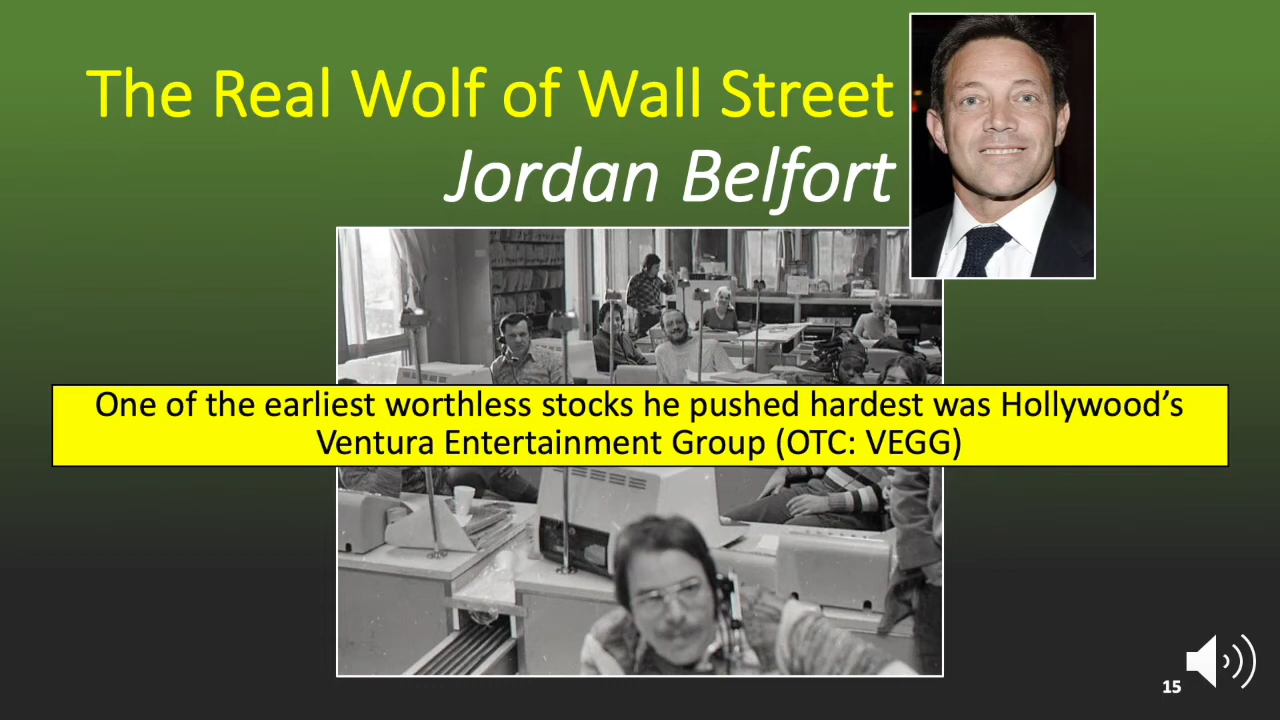 The Real Wolf of Wall Street
Jordan Belfort
One of the earliest worthless stocks he pushed hardest was Hollywood’s
Ventura Entertainment Group (OTC: VEGG)
15